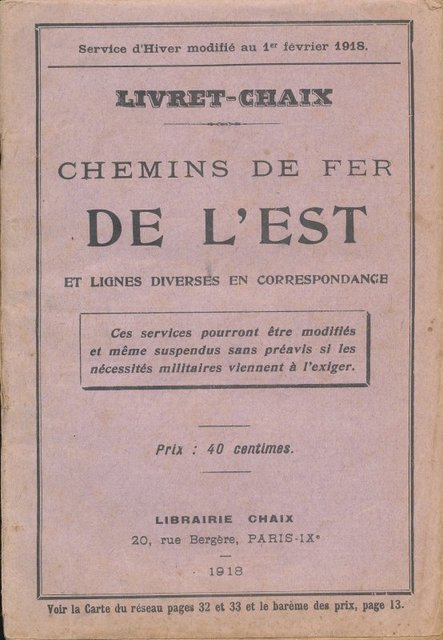 Service d'Hiver modifié au 1er février 1918.
LIVRET-CHAIX
CHEMINS DE FER
DE L'EST
ET LIGNES DIVERSES EN CORRESPONDANCE
Ces services pourront être modifiés
et même suspendus sans préavis si les
nécessités militaires viennent à l'exiger.
Prix : 40 centimes.
LIBRAIRIE CHAIX
20, rue Bergère, PARIS-IXe
1918
Voir la Carte du réseau pages 32 et 33 et le barème des prix, page 13.